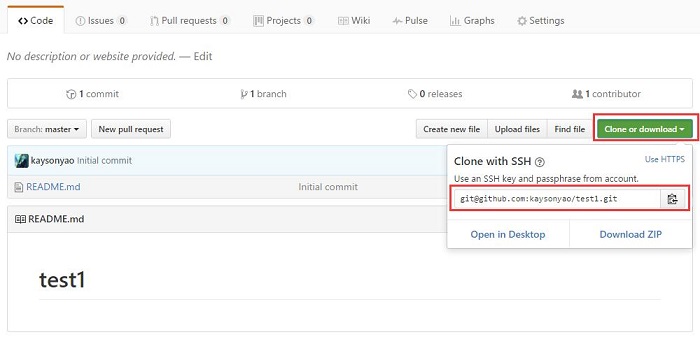 Code Issues 0 Pull requests 0 Projects 0 Wiki Pulse Graphs Settings
No description or website provided. — Edit
1 commit 1 branch 0 releases 1 contributor
Branch: master New pull request Create new file Upload files Find file Clone or download
kaysonyao Initial commit
README.md Initial commit
Clone with SSH ? Use HTTPS
Use an SSH key and passphrase from account.
git@github.com:kaysonyao/test1.git
Open in Desktop Download ZIP
README.md
test1